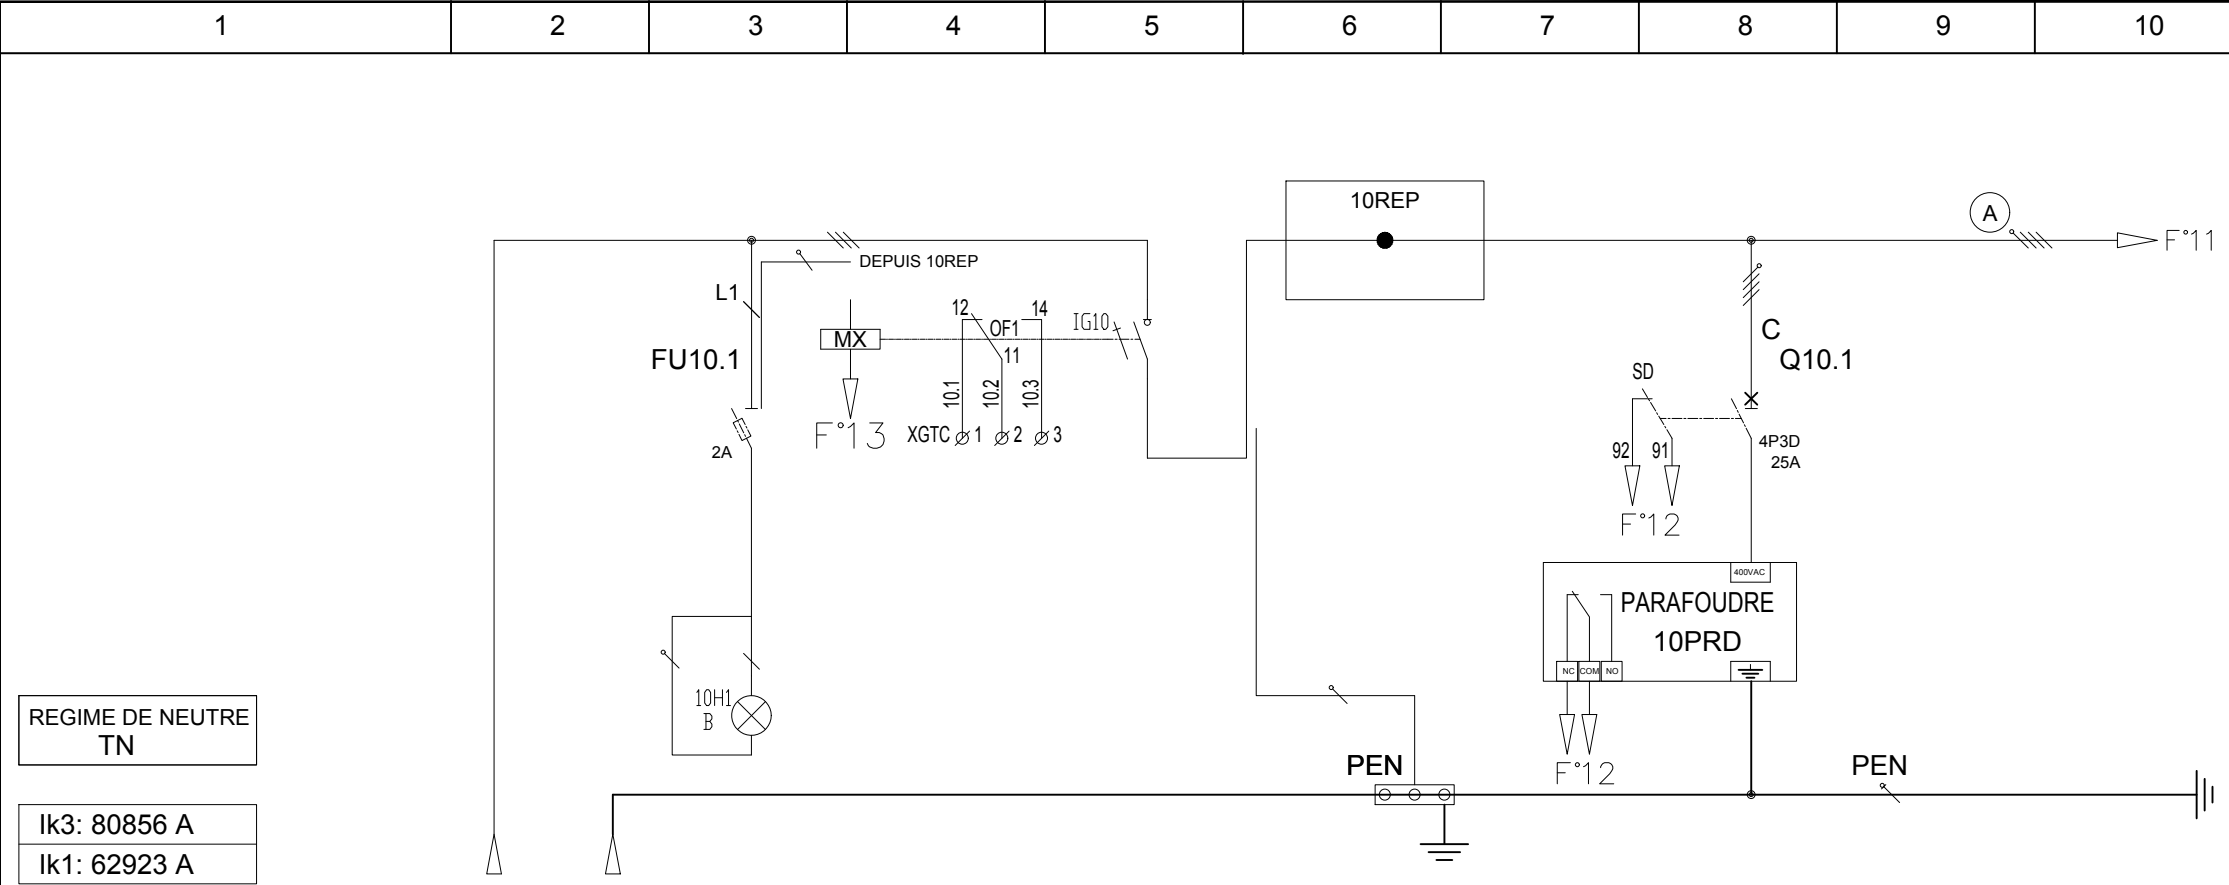 1 2 3 4 5 6 7 8 9 10
10REP
A
F°11
DEPUIS 10REP
L1
12
14
OF1
IG10
MX
11
C
FU10.1
Q10.1
SD
10.1
10.2
10.3
F°13
XGTC 1 2 3
2A
4P3D
25A
92
91
F°12
400VAC
PARAFOUDRE
10PRD
NC COM NO
10H1
B
REGIME DE NEUTRE
TN
PEN
F°12
PEN
Ik3: 80856 A
Ik1: 62923 A